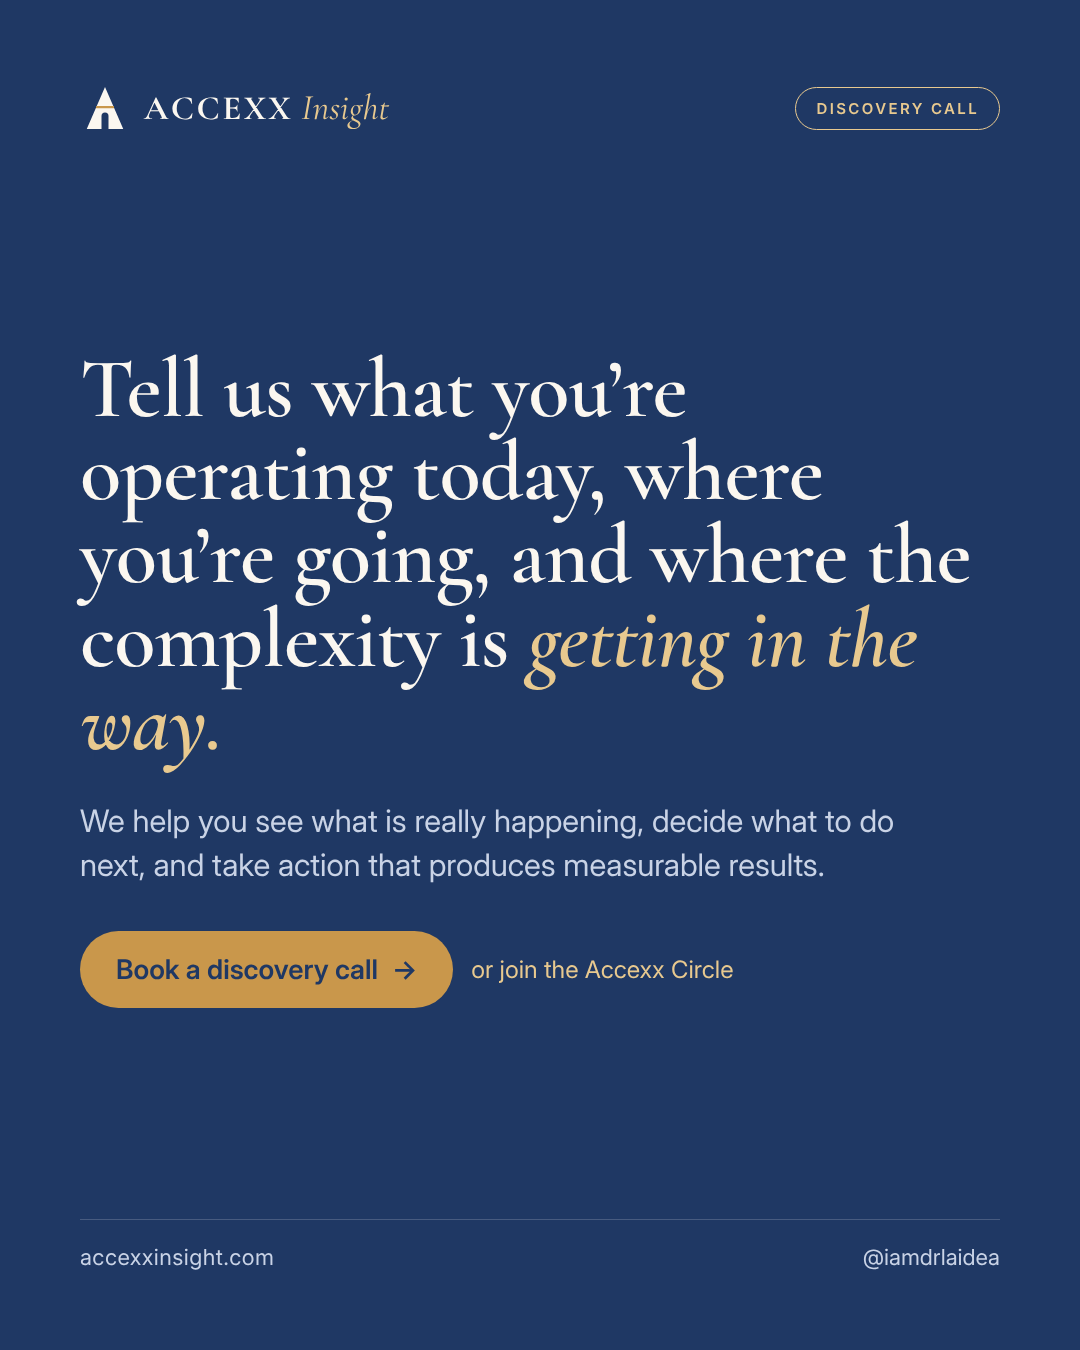 ACCEXX Insight
DISCOVERY CALL
Tell us what you’re
operating today, where
you’re going, and where the
complexity is getting in the
way.
We help you see what is really happening, decide what to do
next, and take action that produces measurable results.
Book a discovery call →
or join the Accexx Circle
accexxinsight.com
@iamdrlaidea